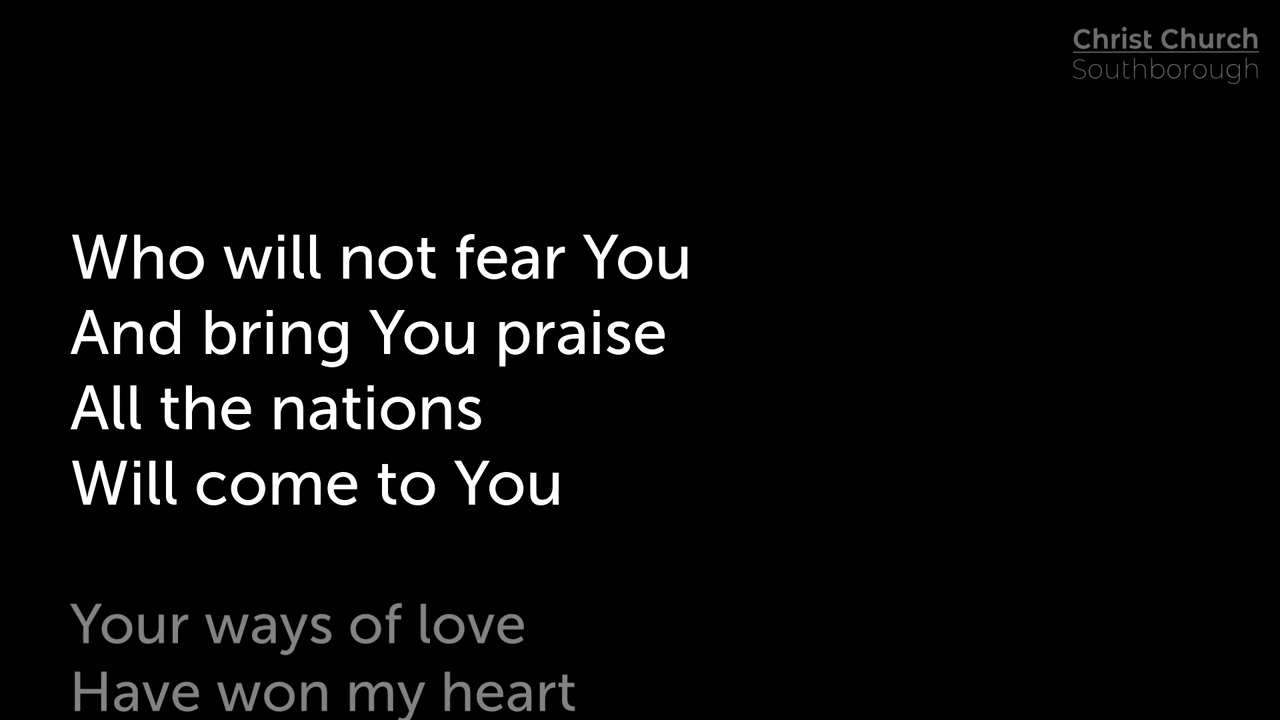 Christ Church
Southborough
Who will not fear You
And bring You praise
All the nations
Will come to You
Your ways of love
Have won my heart